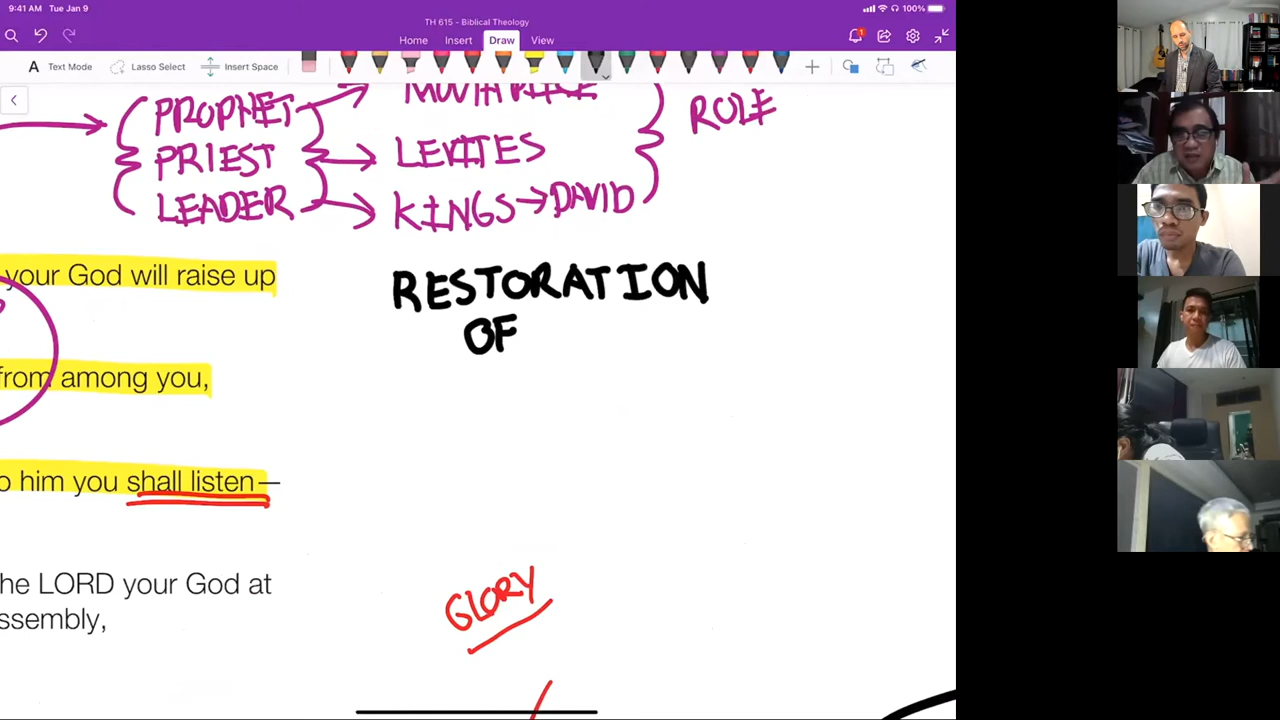 9:41 AM Tue Jan 9
100%
TH 615 - Biblical Theology
Home Insert Draw View
1
A Text Mode Lasso Select Insert Space
PROPHET
ROLE
PRIEST LEVITES
LEADER KINGS → DAVID
your God will raise up
RESTORATION
OF
from among you,
o him you shall listen—
he LORD your God at
ssembly,
GLORY